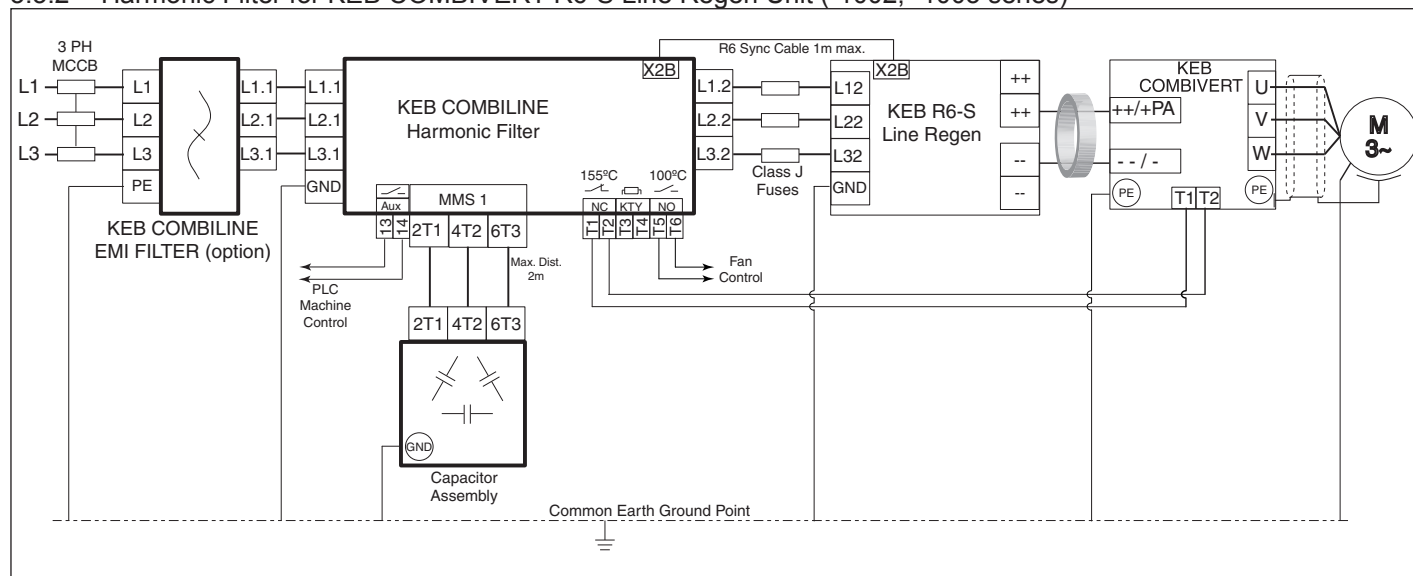 3 PH
MCCB
L1
L2
L3
L1
L2
L3
PE
L1.1
L2.1
L3.1
KEB COMBILINE
EMI FILTER (option)
L1.1
L2.1
L3.1
GND
KEB COMBILINE
Harmonic Filter
X2B
R6 Sync Cable 1m max.
L1.2
L2.2
L3.2
Aux
13
14
MMS 1
2T1 4T2 6T3
155ºC
100ºC
NC KTY NO
T1 T2 T3 T4 T5 T6
PLC
Machine
Control
Max. Dist.
2m
Fan
Control
2T1 4T2 6T3
GND
Capacitor
Assembly
Class J
Fuses
X2B
L12
L22
L32
GND
KEB R6-S
Line Regen
++
++
--
--
KEB
COMBIVERT
++/+PA
--/-
PE
T1 T2
U
V
W
PE
M
3~
Common Earth Ground Point